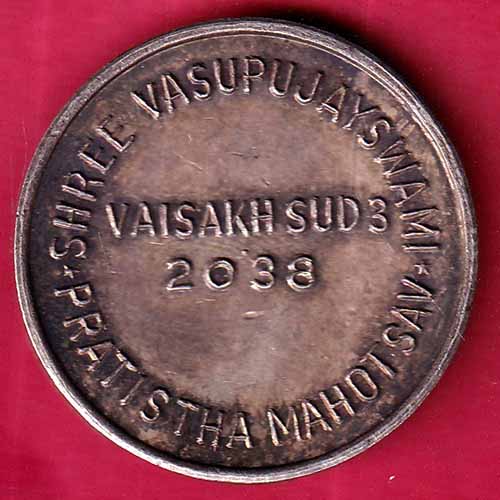 SHREE VASUPUJAYSWAMI
VAISAKH SUD 3
2038
* PRATISTHA MAHOTSAV *